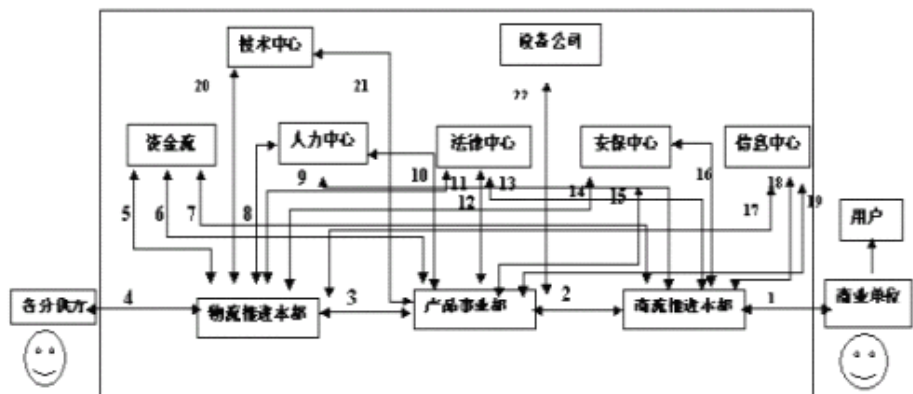 技术中心
设备公司
20
21
22
资金流
人力中心
法律中心
安保中心
信息中心
9
10
11
13
14
15
16
18
19
5
6
7
8
12
17
用户
各分供方
4
物流推进本部
3
产品事业部
2
商流推进本部
1
商业单位